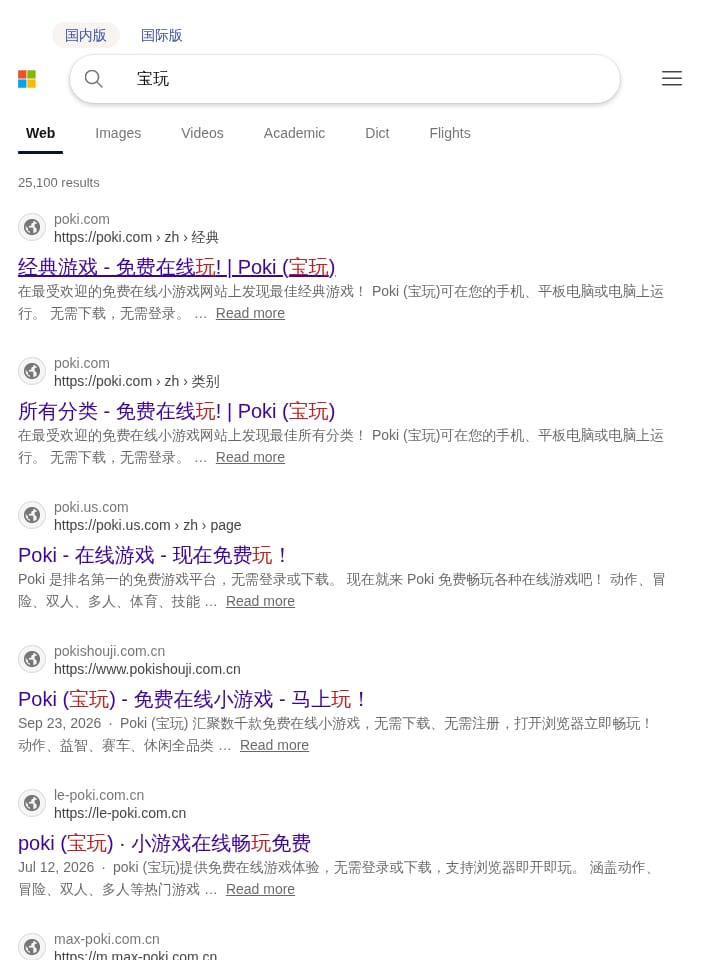 国内版 国际版
宝玩
Web Images Videos Academic Dict Flights
25,100 results
poki.com
https://poki.com › zh › 经典
经典游戏 - 免费在线玩! | Poki (宝玩)
在最受欢迎的免费在线小游戏网站上发现最佳经典游戏！ Poki (宝玩)可在您的手机、平板电脑或电脑上运
行。 无需下载，无需登录。 … Read more
poki.com
https://poki.com › zh › 类别
所有分类 - 免费在线玩! | Poki (宝玩)
在最受欢迎的免费在线小游戏网站上发现最佳所有分类！ Poki (宝玩)可在您的手机、平板电脑或电脑上运
行。 无需下载，无需登录。 … Read more
poki.us.com
https://poki.us.com › zh › page
Poki - 在线游戏 - 现在免费玩！
Poki 是排名第一的免费游戏平台，无需登录或下载。 现在就来 Poki 免费畅玩各种在线游戏吧！ 动作、冒
险、双人、多人、体育、技能 … Read more
pokishouji.com.cn
https://www.pokishouji.com.cn
Poki (宝玩) - 免费在线小游戏 - 马上玩！
Sep 23, 2026 · Poki (宝玩) 汇聚数千款免费在线小游戏，无需下载、无需注册，打开浏览器立即畅玩！
动作、益智、赛车、休闲全品类 … Read more
le-poki.com.cn
https://le-poki.com.cn
poki (宝玩) · 小游戏在线畅玩免费
Jul 12, 2026 · poki (宝玩)提供免费在线游戏体验，无需登录或下载，支持浏览器即开即玩。 涵盖动作、
冒险、双人、多人等热门游戏 … Read more
max-poki.com.cn
https://m.max-poki.com.cn